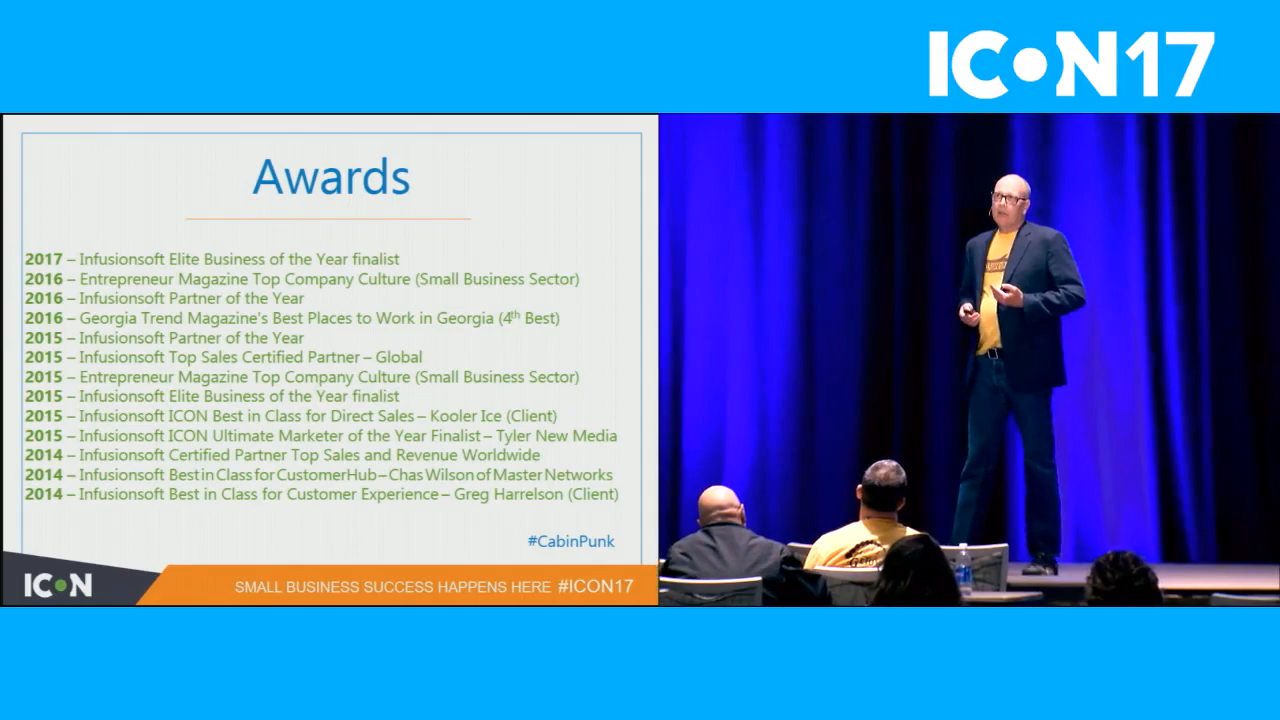 ICON17
Awards
2017 – Infusionsoft Elite Business of the Year finalist
2016 – Entrepreneur Magazine Top Company Culture (Small Business Sector)
2016 – Infusionsoft Partner of the Year
2016 – Georgia Trend Magazine's Best Places to Work in Georgia (4th Best)
2015 – Infusionsoft Partner of the Year
2015 – Infusionsoft Top Sales Certified Partner – Global
2015 – Entrepreneur Magazine Top Company Culture (Small Business Sector)
2015 – Infusionsoft Elite Business of the Year finalist
2015 – Infusionsoft ICON Best in Class for Direct Sales – Kooler Ice (Client)
2015 – Infusionsoft ICON Ultimate Marketer of the Year Finalist – Tyler New Media
2014 – Infusionsoft Certified Partner Top Sales and Revenue Worldwide
2014 – Infusionsoft Best in Class for CustomerHub – Chas Wilson of Master Networks
2014 – Infusionsoft Best in Class for Customer Experience – Greg Harrelson (Client)
#CabinPunk
ICON
SMALL BUSINESS SUCCESS HAPPENS HERE #ICON17